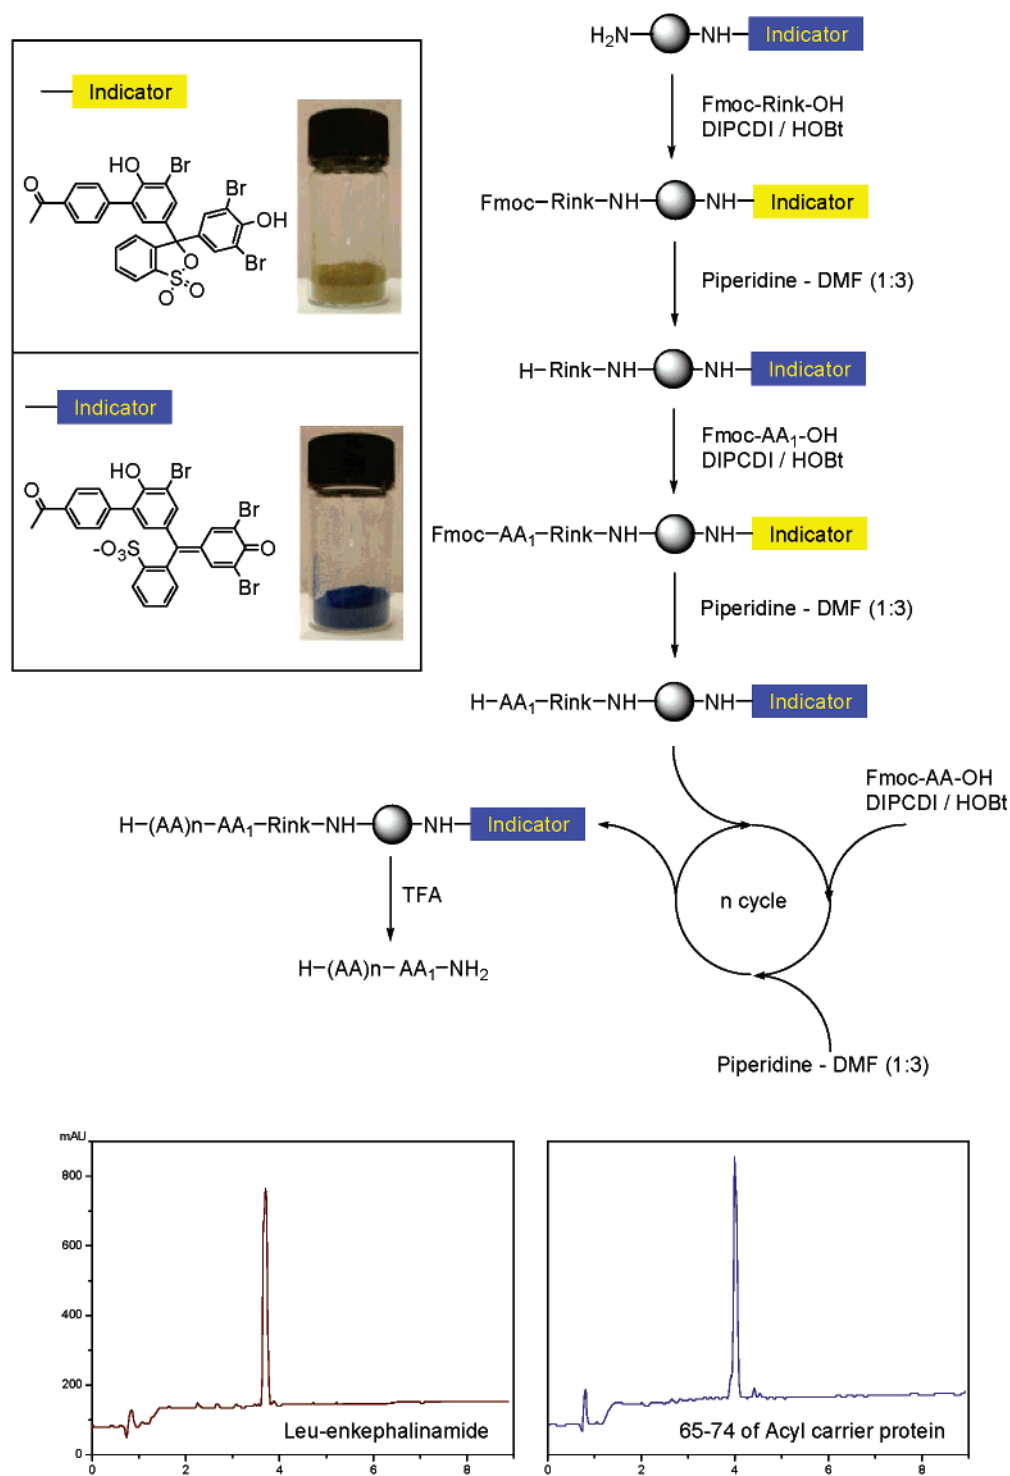 H2N NH Indicator
Fmoc-Rink-OH
DIPCDI / HOBt
Fmoc-Rink-NH NH Indicator
Piperidine - DMF (1:3)
H-Rink-NH NH Indicator
Fmoc-AA1-OH
DIPCDI / HOBt
Fmoc-AA1-Rink-NH NH Indicator
Piperidine - DMF (1:3)
H-AA1-Rink-NH NH Indicator
Fmoc-AA-OH
DIPCDI / HOBt
n cycle
Piperidine - DMF (1:3)
H-(AA)n-AA1-Rink-NH NH Indicator
TFA
H-(AA)n-AA1-NH2
Indicator
HO Br
O
Br
OH
Br
O
S
O O
Indicator
HO Br
O
Br
-O3S
O
Br
mAU
800
600
400
200
0
0 2 4 6 8
Leu-enkephalinamide
0 2 4 6 8
65-74 of Acyl carrier protein